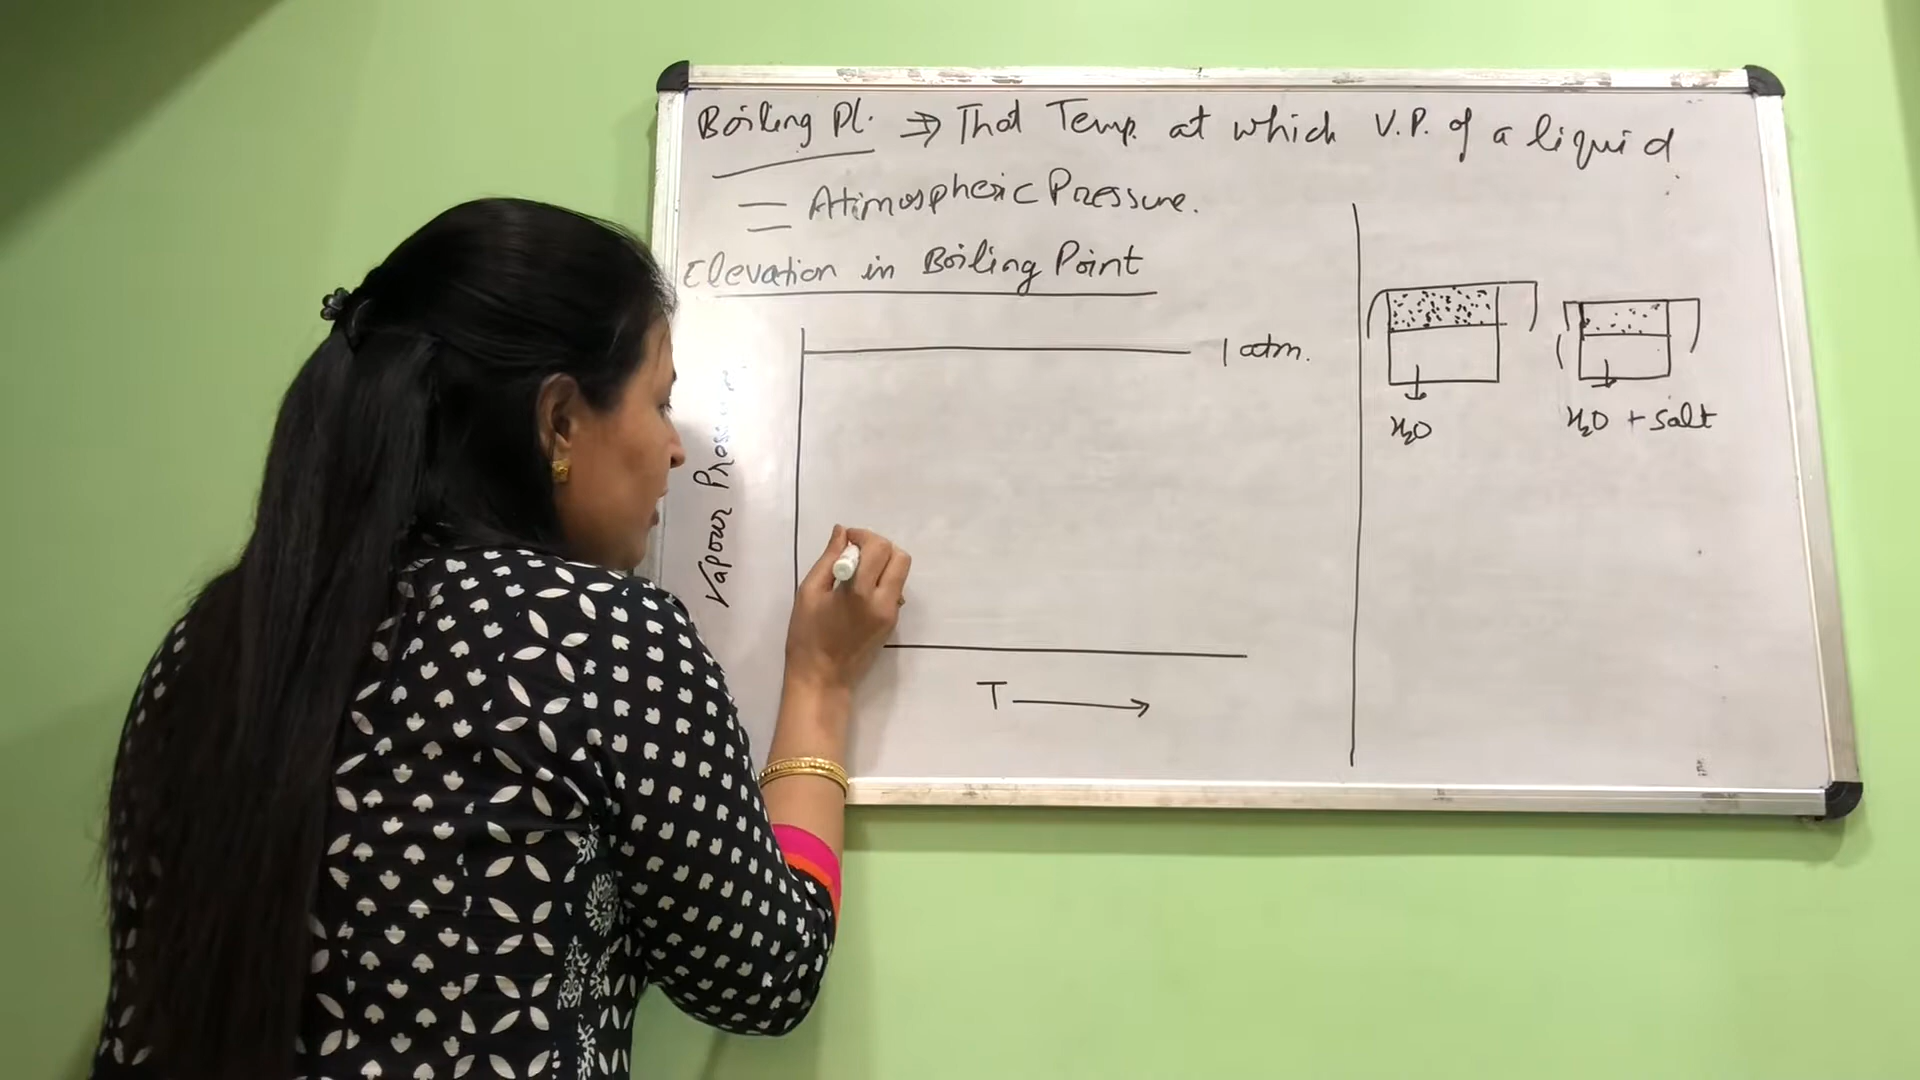 Boiling Pt. ⇒ That Temp. at which V.P. of a liquid
= Atimospheric Pressure.
Elevation in Boiling Point
1 atm.
Vapour Pressure
T →
H₂O
H₂O + Salt